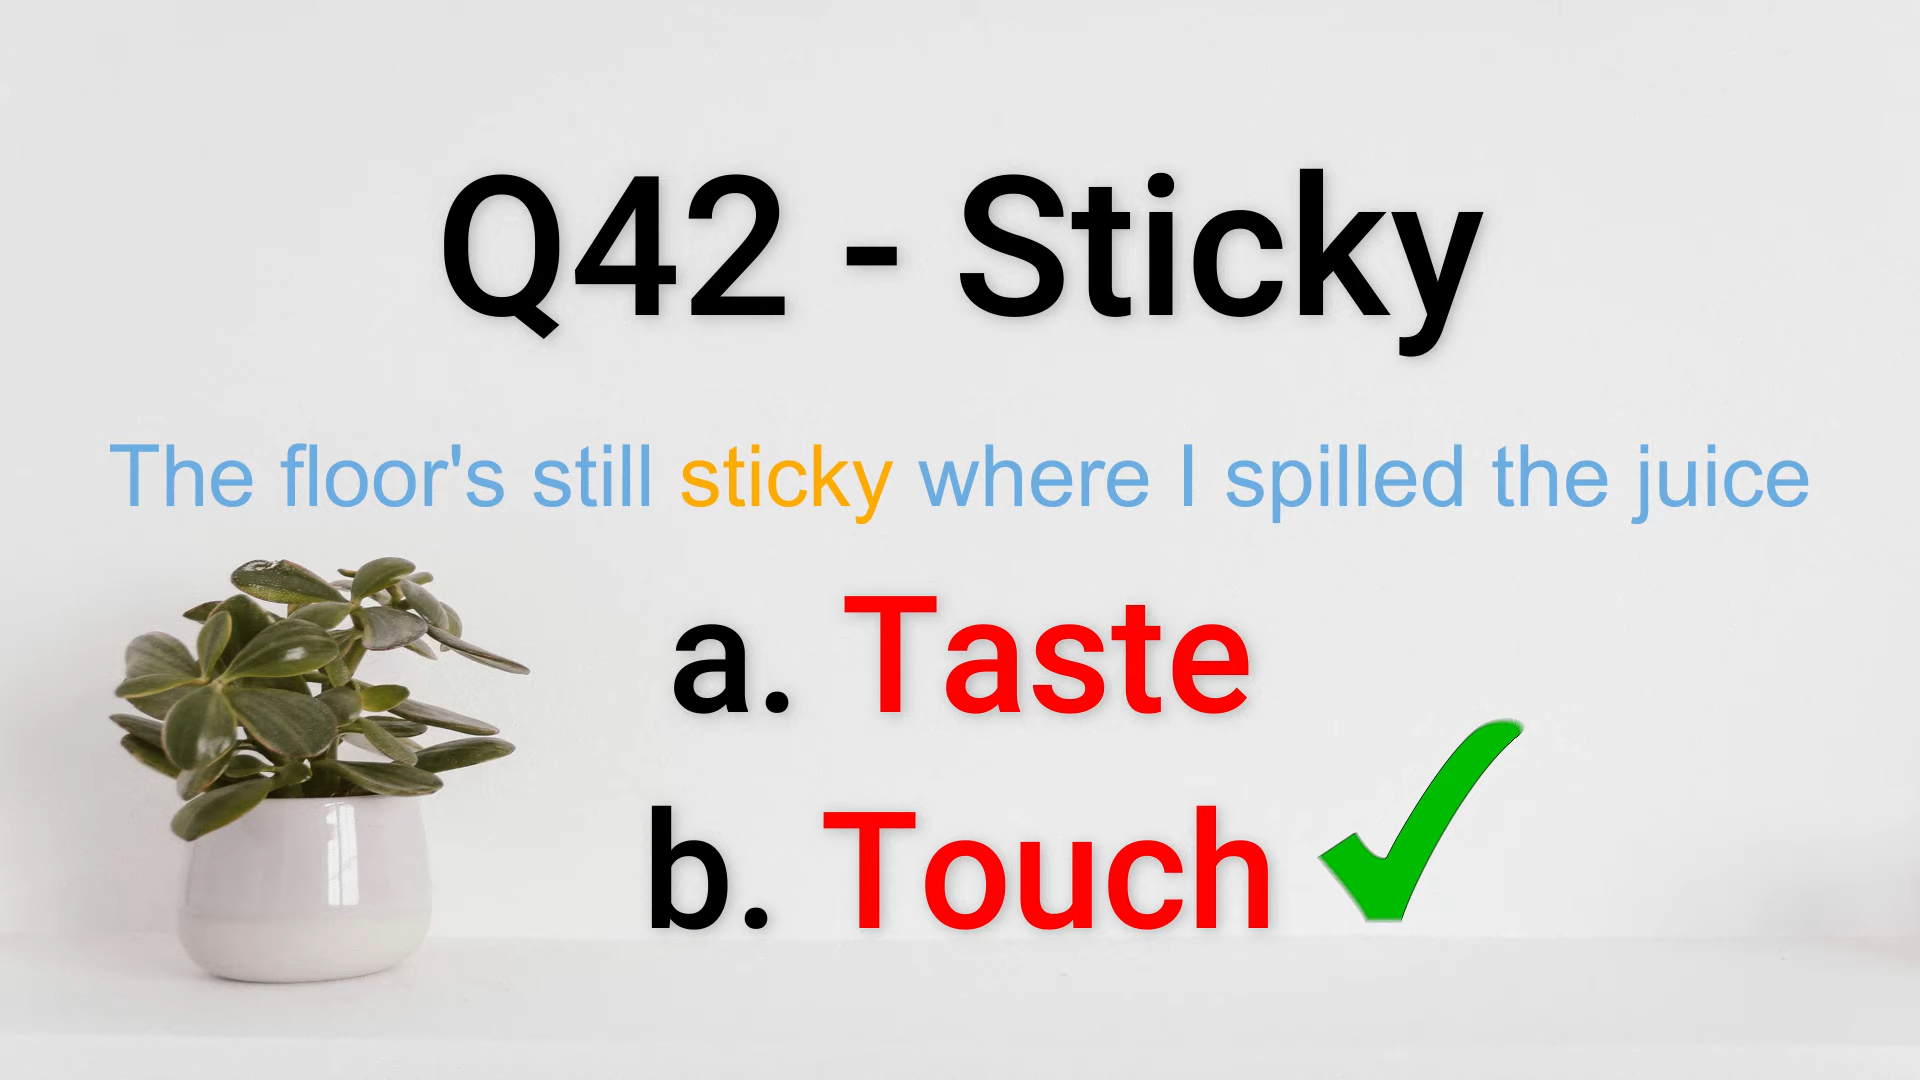 Q42 - Sticky
The floor's still sticky where I spilled the juice
a. Taste
b. Touch